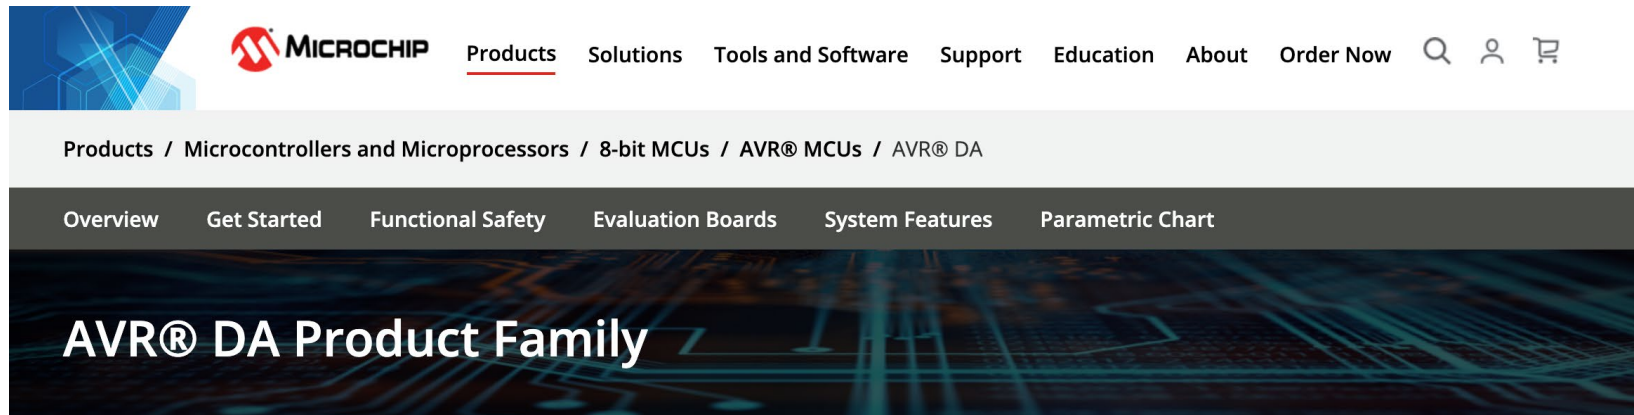 MICROCHIP Products Solutions Tools and Software Support Education About Order Now
Products / Microcontrollers and Microprocessors / 8-bit MCUs / AVR® MCUs / AVR® DA
Overview Get Started Functional Safety Evaluation Boards System Features Parametric Chart
AVR® DA Product Family